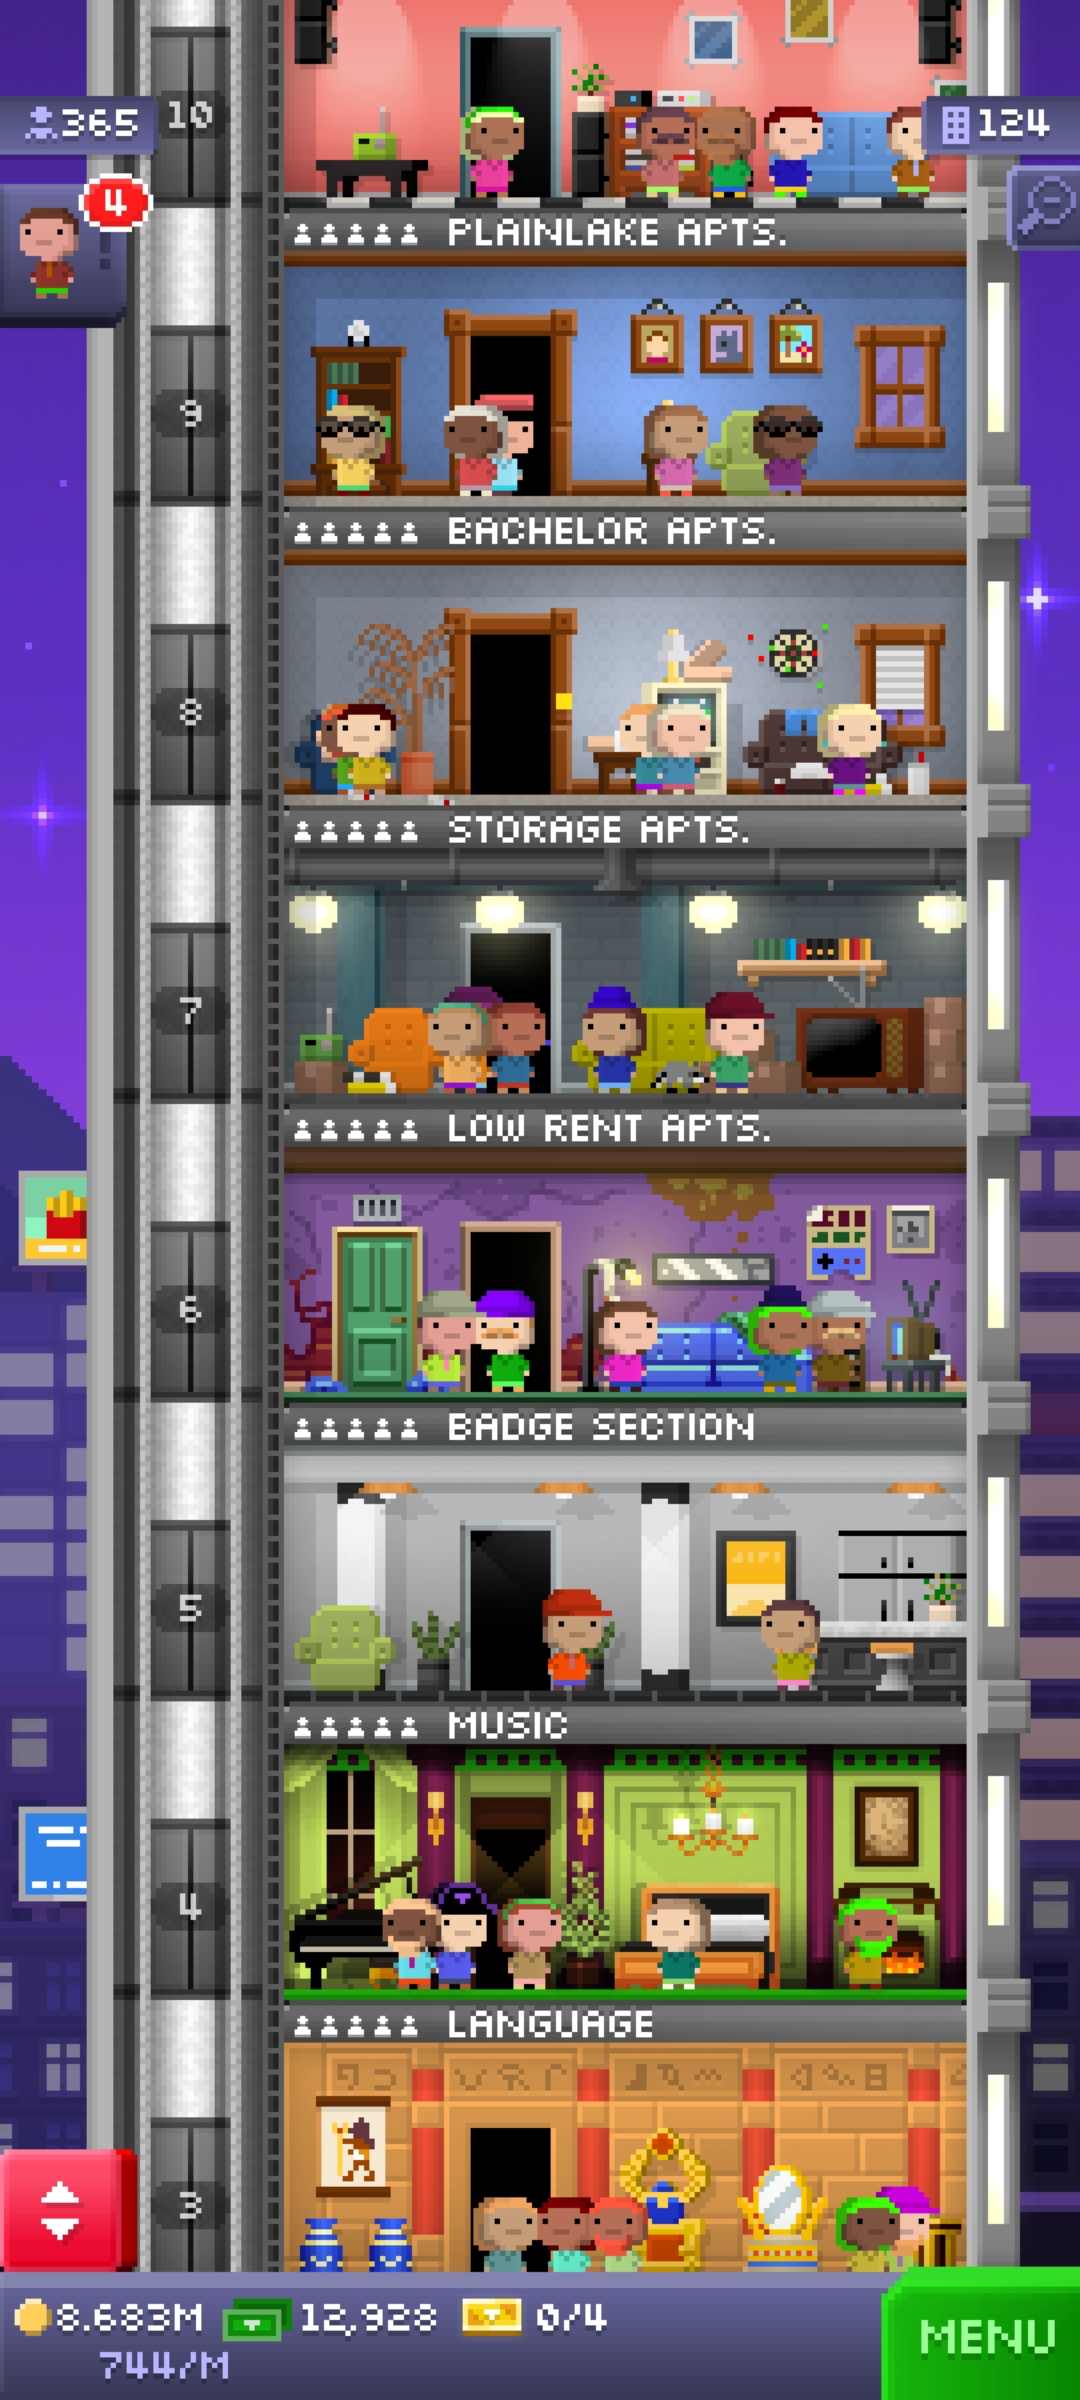 10
365
124
4
PLAINLAKE APTS.
9
BACHELOR APTS.
8
STORAGE APTS.
7
LOW RENT APTS.
6
BADGE SECTION
5
MUSIC
4
LANGUAGE
3
8.683M 12,928 0/4
744/M
MENU